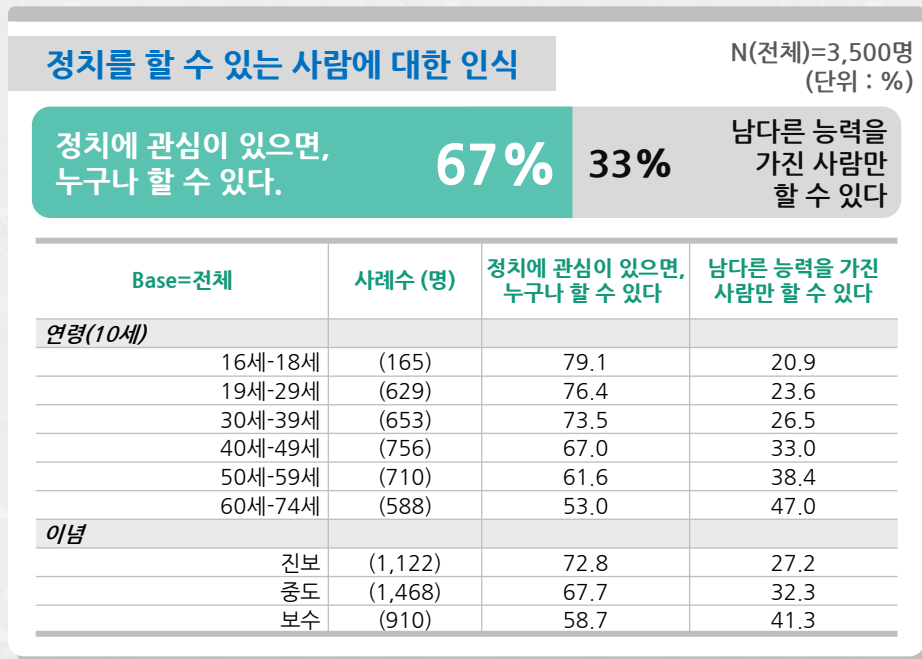 정치를 할 수 있는 사람에 대한 인식
N(전체)=3,500명
(단위 : %)
정치에 관심이 있으면,
누구나 할 수 있다.
67%
33%
남다른 능력을
가진 사람만
할 수 있다
Base=전체 사례수 (명) 정치에 관심이 있으면, 누구나 할 수 있다 남다른 능력을 가진 사람만 할 수 있다
연령(10세)
16세-18세 (165) 79.1 20.9
19세-29세 (629) 76.4 23.6
30세-39세 (653) 73.5 26.5
40세-49세 (756) 67.0 33.0
50세-59세 (710) 61.6 38.4
60세-74세 (588) 53.0 47.0
이념
진보 (1,122) 72.8 27.2
중도 (1,468) 67.7 32.3
보수 (910) 58.7 41.3